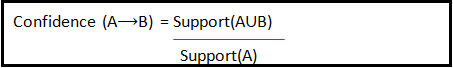 Confidence (A⟶B) = Support(AUB)
Support(A)